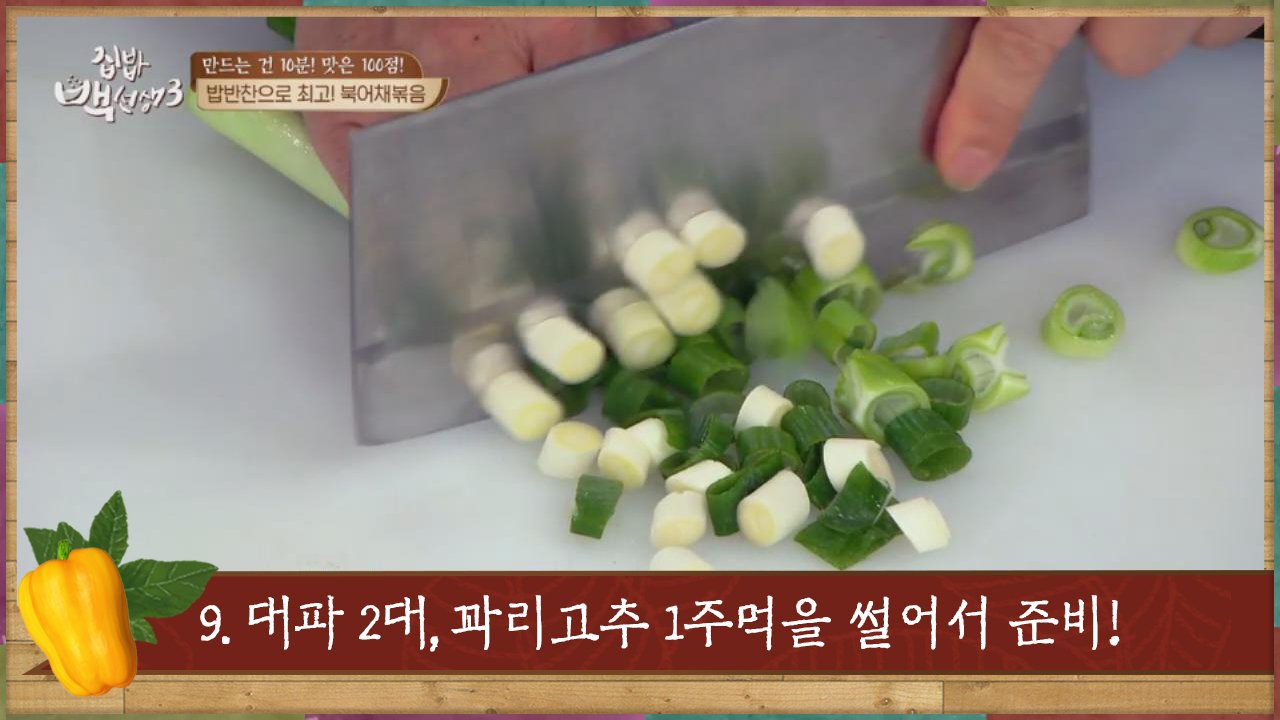 집밥
백선생3
만드는 건 10분! 맛은 100점!
밥반찬으로 최고! 북어채볶음
9. 대파 2대, 꽈리고추 1주먹을 썰어서 준비!